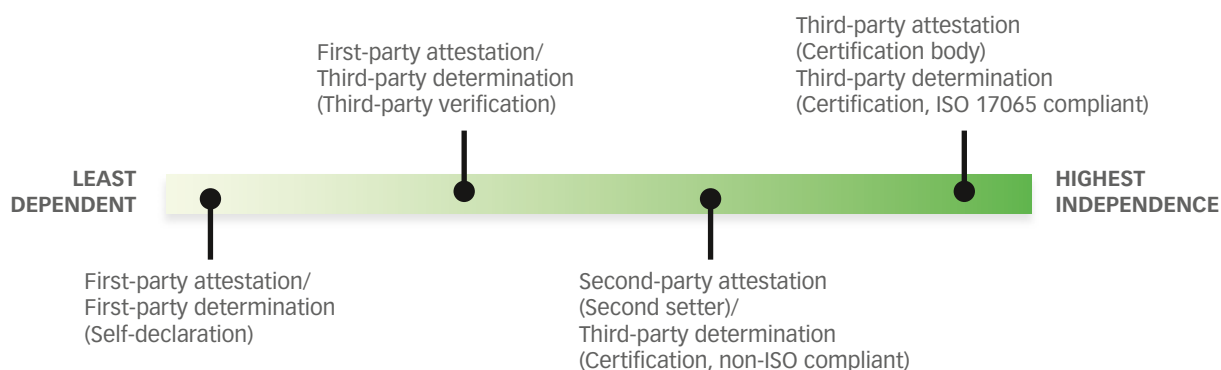 Third-party attestation
(Certification body)
Third-party determination
(Certification, ISO 17065 compliant)
First-party attestation/
Third-party determination
(Third-party verification)
LEAST
DEPENDENT
HIGHEST
INDEPENDENCE
First-party attestation/
First-party determination
(Self-declaration)
Second-party attestation
(Second setter)/
Third-party determination
(Certification, non-ISO compliant)